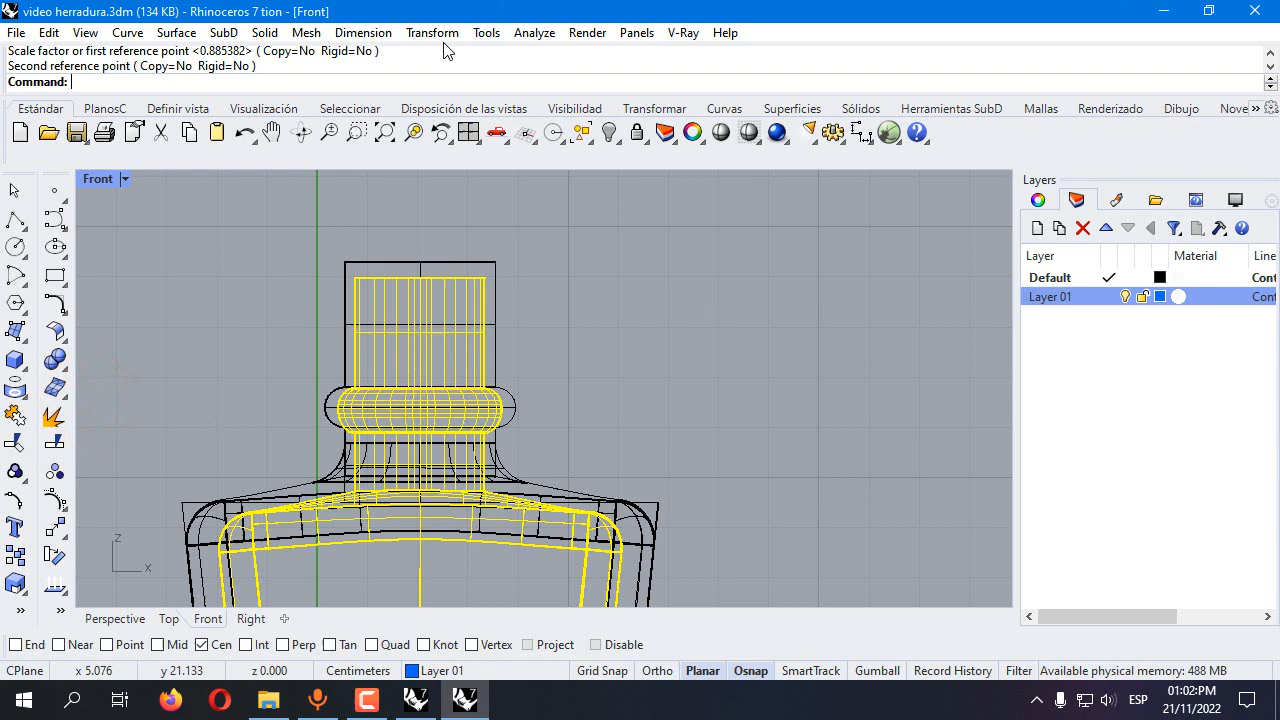 video herradura.3dm (134 KB) - Rhinoceros 7 tion - [Front]
File Edit View Curve Surface SubD Solid Mesh Dimension Transform Tools Analyze Render Panels V-Ray Help
Scale factor or first reference point <0.885382> ( Copy=No Rigid=No )
Second reference point ( Copy=No Rigid=No )
Command:
Estándar PlanosC Definir vista Visualización Seleccionar Disposición de las vistas Visibilidad Transformar Curvas Superficies Sólidos Herramientas SubD Mallas Renderizado Dibujo Nove
Front
Layers
Layer Material Line
Default Cont
Layer 01 Cont
z
x
Perspective Top Front Right
End Near Point Mid Cen Int Perp Tan Quad Knot Vertex Project Disable
CPlane x 5.076 y 21.133 z 0.000 Centimeters Layer 01 Grid Snap Ortho Planar Osnap SmartTrack Gumball Record History Filter Available physical memory: 488 MB
ESP
01:02 PM
21/11/2022